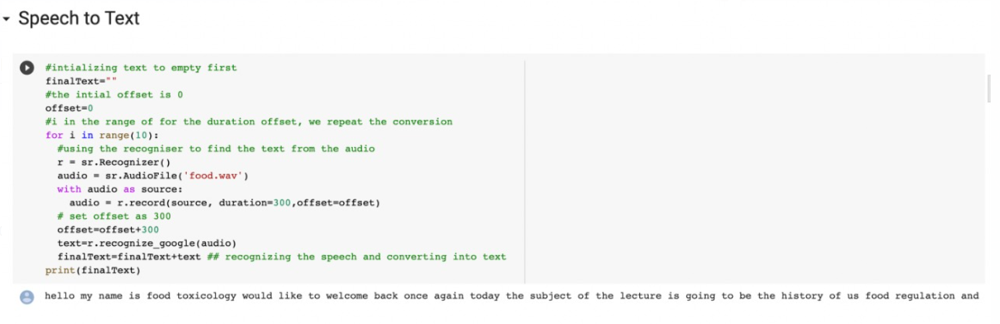 Speech to Text
#intializing text to empty first
finalText=""
#the intial offset is 0
offset=0
#i in the range of for the duration offset, we repeat the conversion
for i in range(10):
#using the recogniser to find the text from the audio
r = sr.Recognizer()
audio = sr.AudioFile('food.wav')
with audio as source:
audio = r.record(source, duration=300,offset=offset)
# set offset as 300
offset=offset+300
text=r.recognize_google(audio)
finalText=finalText+text ## recognizing the speech and converting into text
print(finalText)
hello my name is food toxicology would like to welcome back once again today the subject of the lecture is going to be the history of us food regulation and